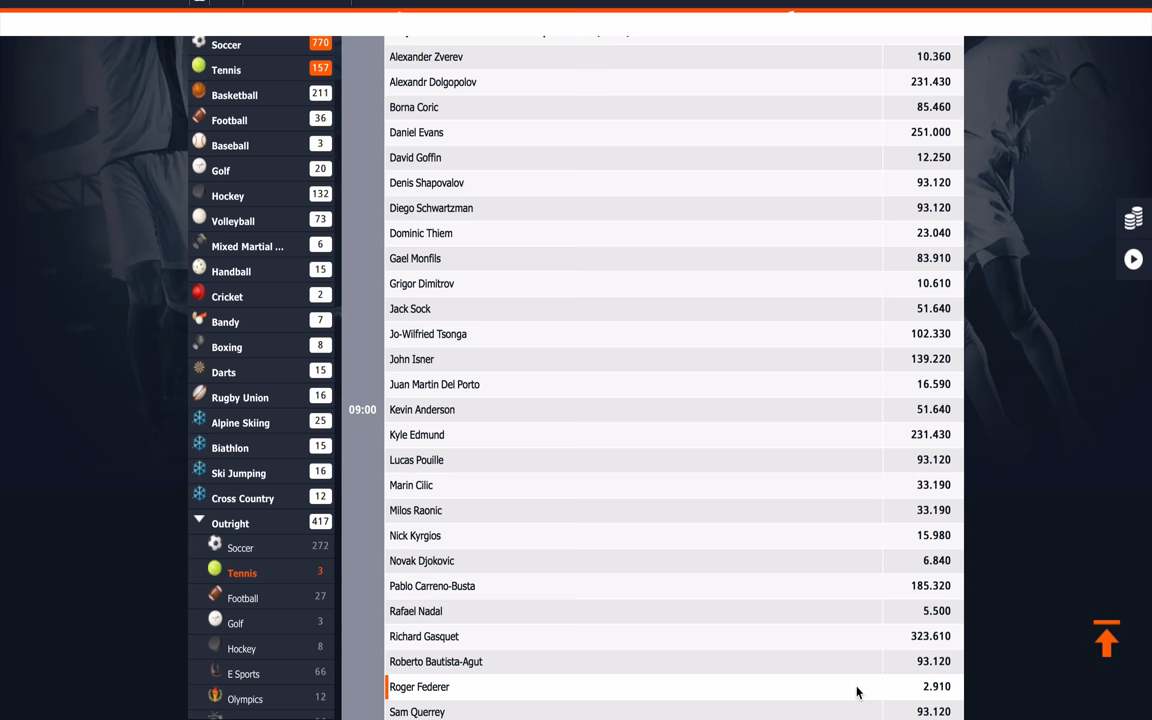 Soccer 770
Tennis 157
Basketball 211
Football 36
Baseball 3
Golf 20
Hockey 132
Volleyball 73
Mixed Martial ... 6
Handball 15
Cricket 2
Bandy 7
Boxing 8
Darts 15
Rugby Union 16
Alpine Skiing 25
Biathlon 15
Ski Jumping 16
Cross Country 12
Outright 417
Soccer 272
Tennis 3
Football 27
Golf 3
Hockey 8
E Sports 66
Olympics 12
09:00
Alexander Zverev 10.360
Alexandr Dolgopolov 231.430
Borna Coric 85.460
Daniel Evans 251.000
David Goffin 12.250
Denis Shapovalov 93.120
Diego Schwartzman 93.120
Dominic Thiem 23.040
Gael Monfils 83.910
Grigor Dimitrov 10.610
Jack Sock 51.640
Jo-Wilfried Tsonga 102.330
John Isner 139.220
Juan Martin Del Porto 16.590
Kevin Anderson 51.640
Kyle Edmund 231.430
Lucas Pouille 93.120
Marin Cilic 33.190
Milos Raonic 33.190
Nick Kyrgios 15.980
Novak Djokovic 6.840
Pablo Carreno-Busta 185.320
Rafael Nadal 5.500
Richard Gasquet 323.610
Roberto Bautista-Agut 93.120
Roger Federer 2.910
Sam Querrey 93.120